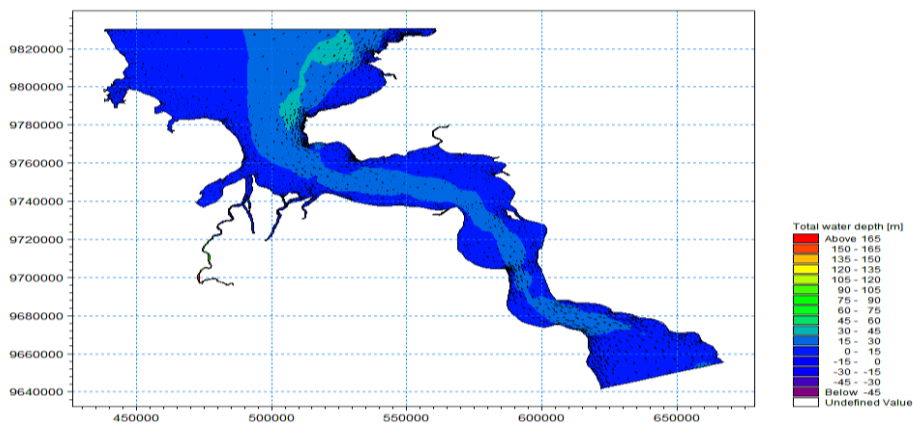 9820000
9800000
9780000
9760000
9740000
9720000
9700000
9680000
9660000
9640000
450000
500000
550000
600000
650000
Total water depth [m]
Above 165
150 - 165
135 - 150
120 - 135
105 - 120
90 - 105
75 - 90
60 - 75
45 - 60
30 - 45
15 - 30
0 - 15
-15 - 0
-30 - -15
-45 - -30
Below -45
Undefined Value